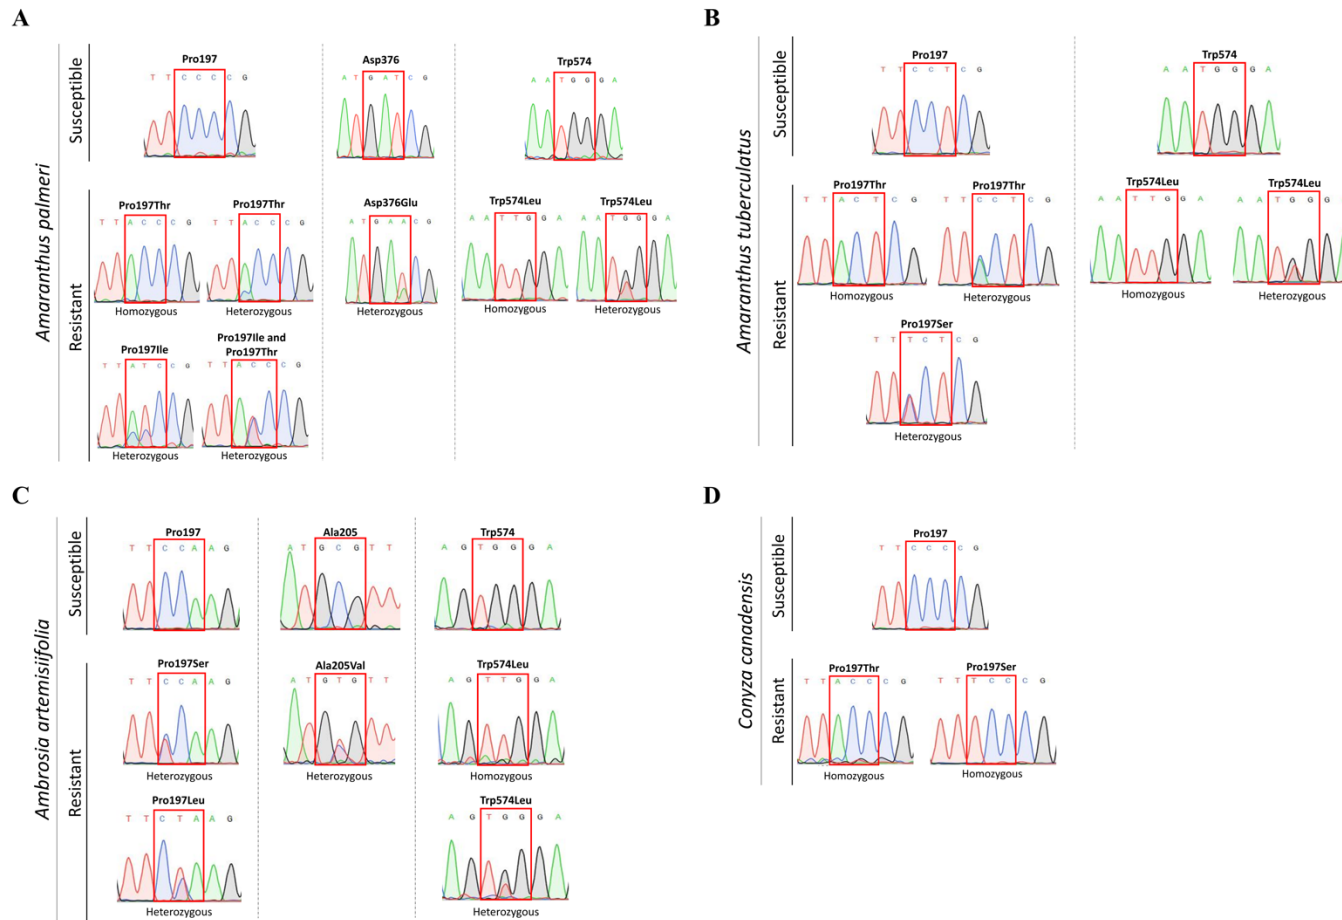 A
Amaranthus palmeri
Susceptible
Pro197
T T C C C C G
Asp376
A T G A T C G
Trp574
A A T G G G A
Resistant
Pro197Thr
T T A C C C G
Homozygous
Pro197Thr
T T A C C C G
Heterozygous
Asp376Glu
A T G A A C G
Heterozygous
Trp574Leu
A A T T G G A
Homozygous
Trp574Leu
A A T G G G A
Heterozygous
Pro197Ile
T T A T C C G
Heterozygous
Pro197Ile and
Pro197Thr
T T A C C C G
Heterozygous
B
Amaranthus tuberculatus
Susceptible
Pro197
T T C C T C G
Trp574
A A T G G G A
Resistant
Pro197Thr
T T A C T C G
Homozygous
Pro197Thr
T T C C T C G
Heterozygous
Trp574Leu
A A T T G G A
Homozygous
Trp574Leu
A A T G G G A
Heterozygous
Pro197Ser
T T T C T C G
Heterozygous
C
Ambrosia artemisiifolia
Susceptible
Pro197
T T C C A A G
Ala205
A T G C G T T
Trp574
A G T G G G A
Resistant
Pro197Ser
T T C C A A G
Heterozygous
Ala205Val
A T G T G T T
Heterozygous
Trp574Leu
A G T T G G A
Homozygous
Pro197Leu
T T C T A A G
Heterozygous
Trp574Leu
A G T G G G A
Heterozygous
D
Conyza canadensis
Susceptible
Pro197
T T C C C C G
Resistant
Pro197Thr
T T A C C C G
Homozygous
Pro197Ser
T T T C C C G
Homozygous